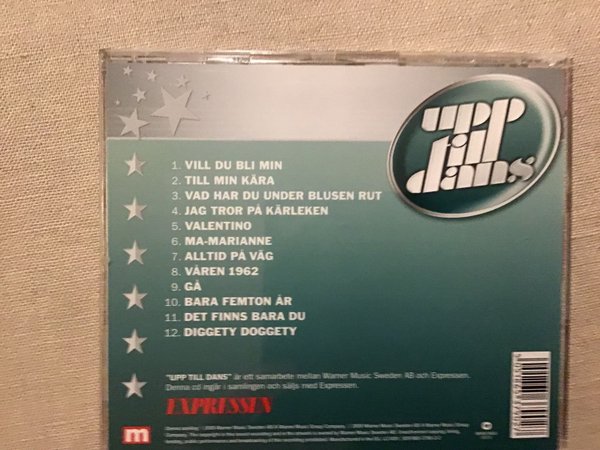 upp
till
dans
1. VILL DU BLI MIN
2. TILL MIN KÄRA
3. VAD HAR DU UNDER BLUSEN RUT
4. JAG TROR PÅ KÄRLEKEN
5. VALENTINO
6. MA-MARIANNE
7. ALLTID PÅ VÄG
8. VÅREN 1962
9. GÅ
10. BARA FEMTON ÅR
11. DET FINNS BARA DU
12. DIGGETY DOGGETY
"UPP TILL DANS" är ett samarbete mellan Warner Music Sweden AB och Expressen.
Denna cd ingår i samlingen och säljs med Expressen.
EXPRESSEN
m